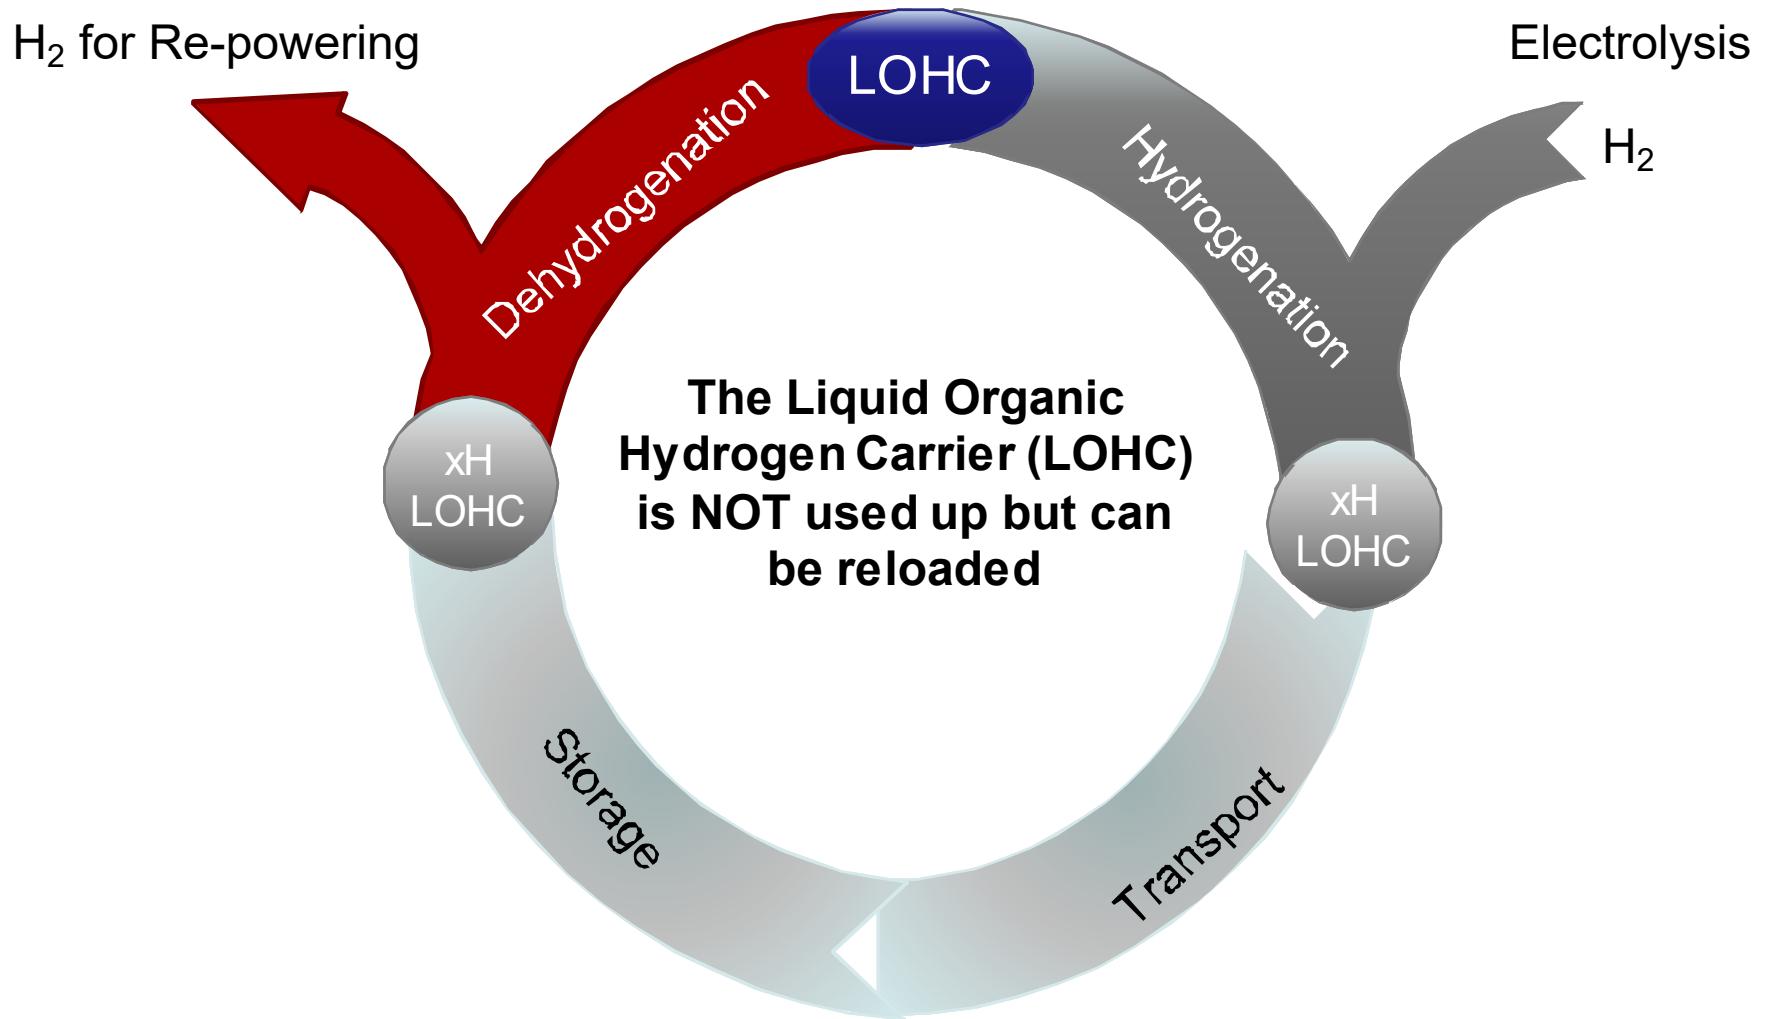 H₂ for Re-powering
LOHC
Electrolysis
H₂
Dehydrogenation
Hydrogenation
The Liquid Organic
Hydrogen Carrier (LOHC)
is NOT used up but can
be reloaded
xH
LOHC
xH
LOHC
Storage
Transport